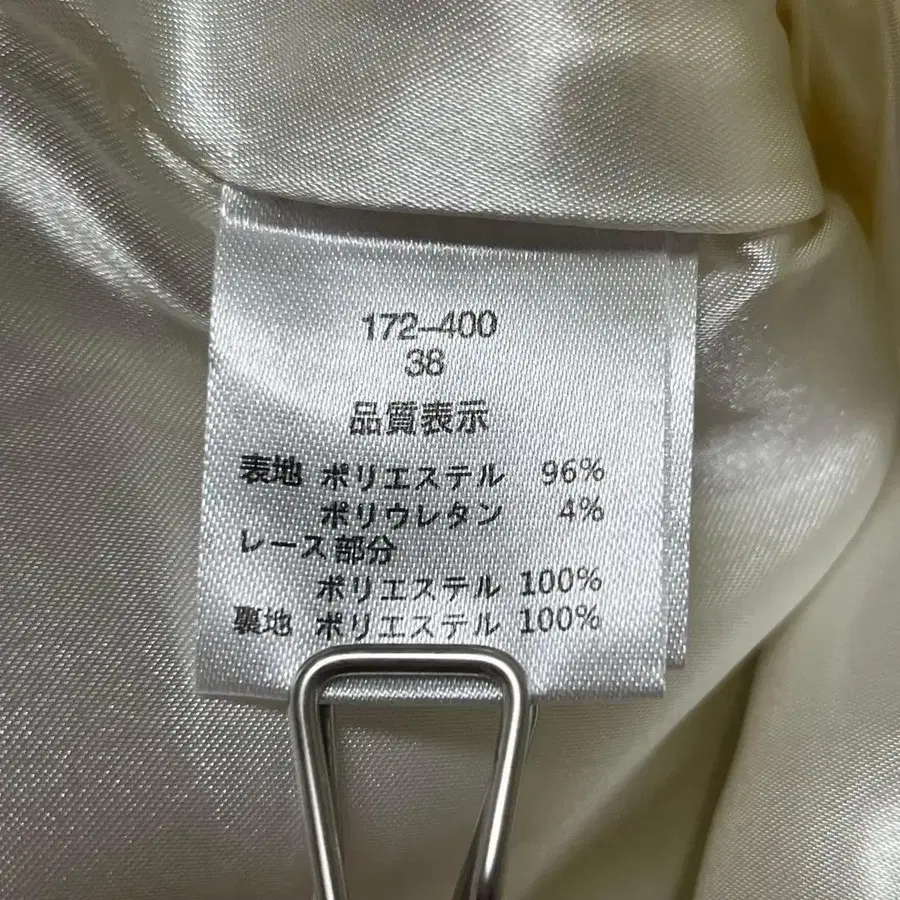 172-400
38
品質表示
表地 ポリエステル 96%
ポリウレタン 4%
レース部分
ポリエステル 100%
裏地 ポリエステル 100%